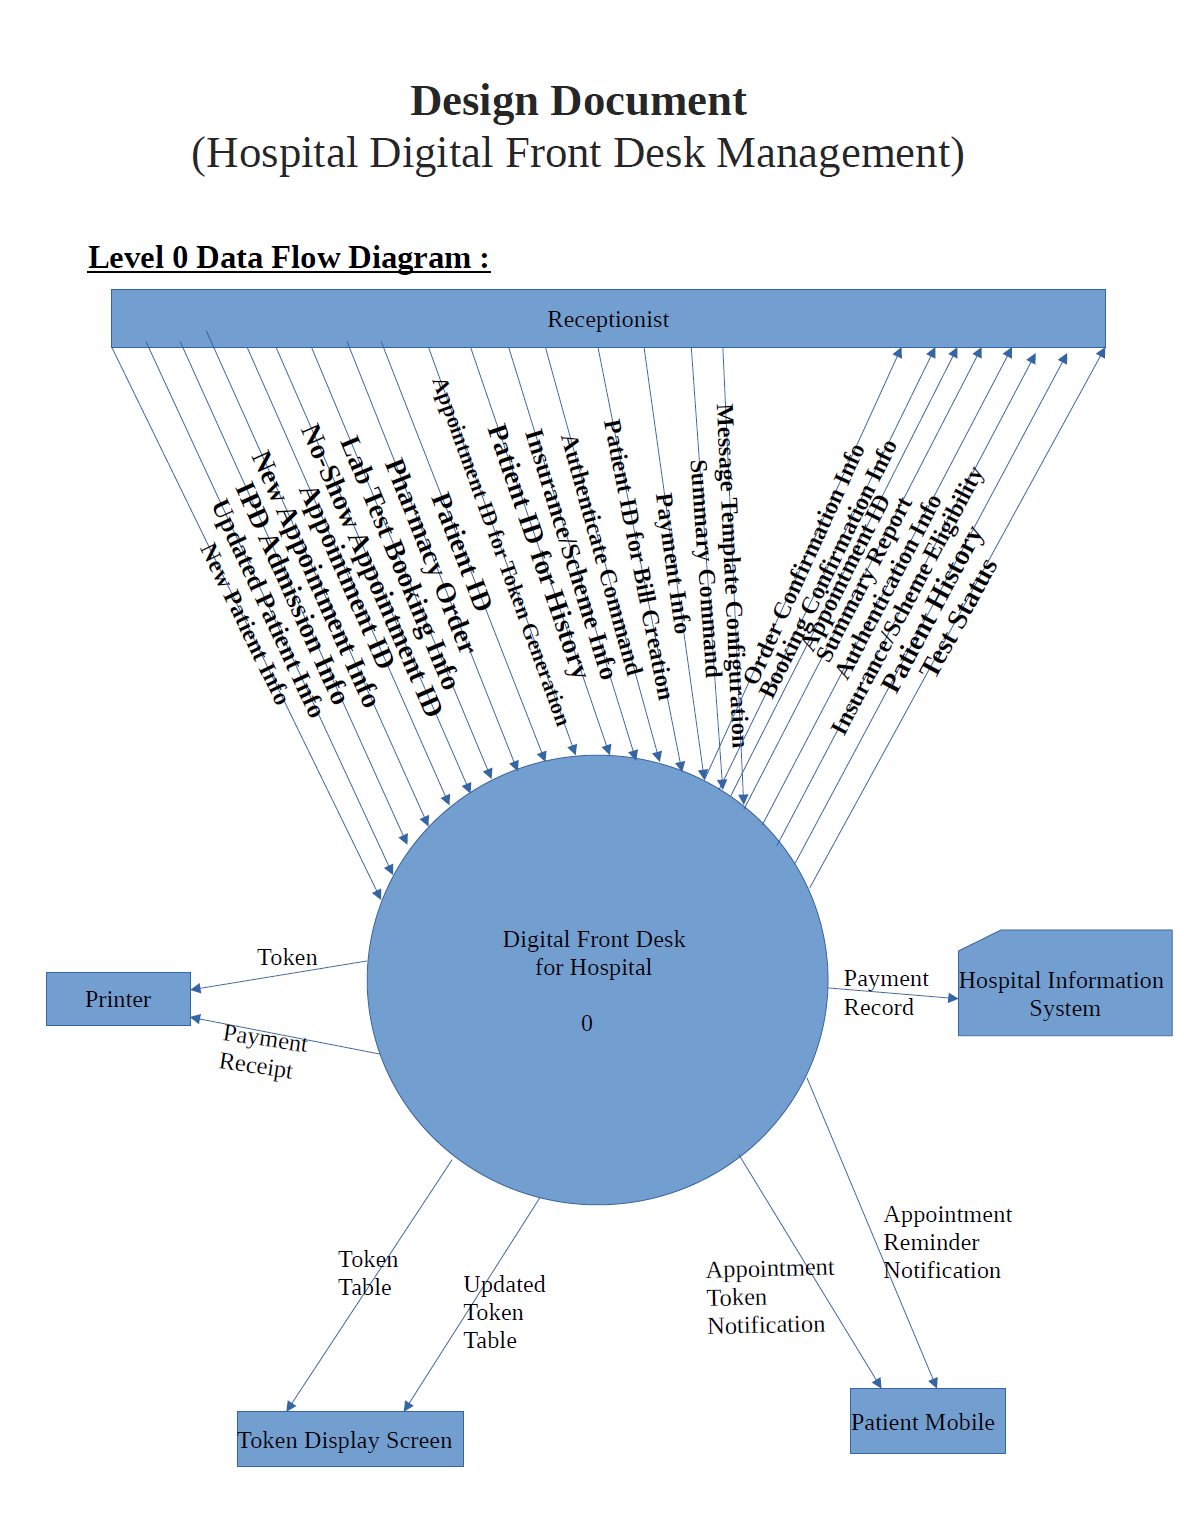 Design Document
(Hospital Digital Front Desk Management)
Level 0 Data Flow Diagram :
Receptionist
New Patient Info
Updated Patient Info
IPD Admission Info
New Appointment Info
Appointment ID
No-Show Appointment ID
Lab Test Booking Info
Pharmacy Order
Patient ID
Appointment ID for Token Generation
Patient ID for History
Insurance/Scheme Info
Authenticate Command
Patient ID for Bill Creation
Payment Info
Summary Command
Message Template Configuration
Order Confirmation Info
Booking Confirmation Info
Appointment ID
Summary Report
Authentication Info
Insurance/Scheme Eligibility
Patient History
Test Status
Digital Front Desk
for Hospital
0
Token
Printer
Payment
Receipt
Payment
Record
Hospital Information
System
Token
Table
Updated
Token
Table
Appointment
Token
Notification
Appointment
Reminder
Notification
Token Display Screen
Patient Mobile